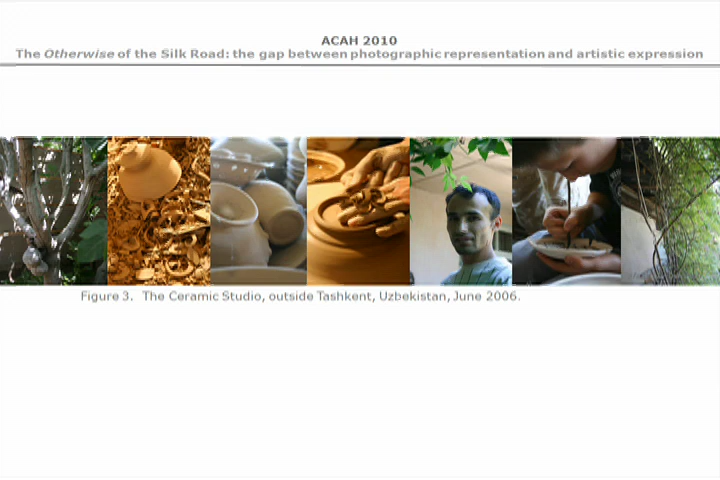 ACAH 2010
The Otherwise of the Silk Road: the gap between photographic representation and artistic expression
Figure 3. The Ceramic Studio, outside Tashkent, Uzbekistan, June 2006.